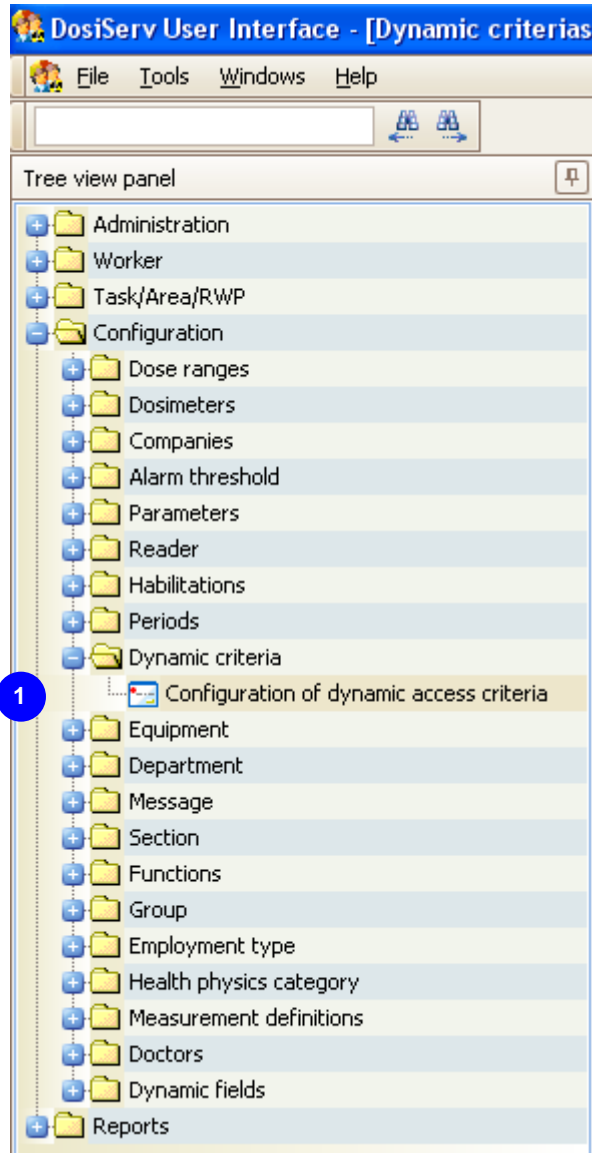 DosiServ User Interface - [Dynamic criterias
File Tools Windows Help
Tree view panel
Administration
Worker
Task/Area/RWP
Configuration
Dose ranges
Dosimeters
Companies
Alarm threshold
Parameters
Reader
Habilitations
Periods
Dynamic criteria
1 Configuration of dynamic access criteria
Equipment
Department
Message
Section
Functions
Group
Employment type
Health physics category
Measurement definitions
Doctors
Dynamic fields
Reports